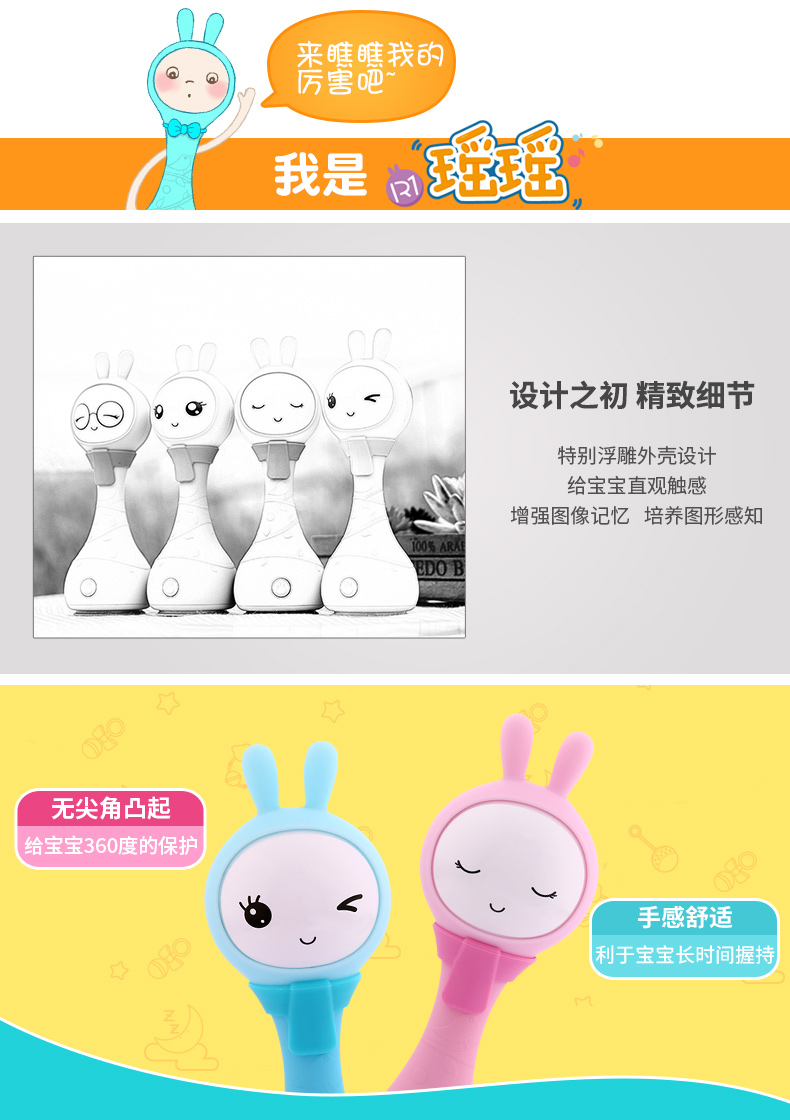 来瞧瞧我的
厉害吧~
我是
R1
瑶瑶
设计之初 精致细节
特别浮雕外壳设计
给宝宝直观触感
增强图像记忆 培养图形感知
100% ARA
EDO B
无尖角凸起
给宝宝360度的保护
手感舒适
利于宝宝长时间握持
z
z
z